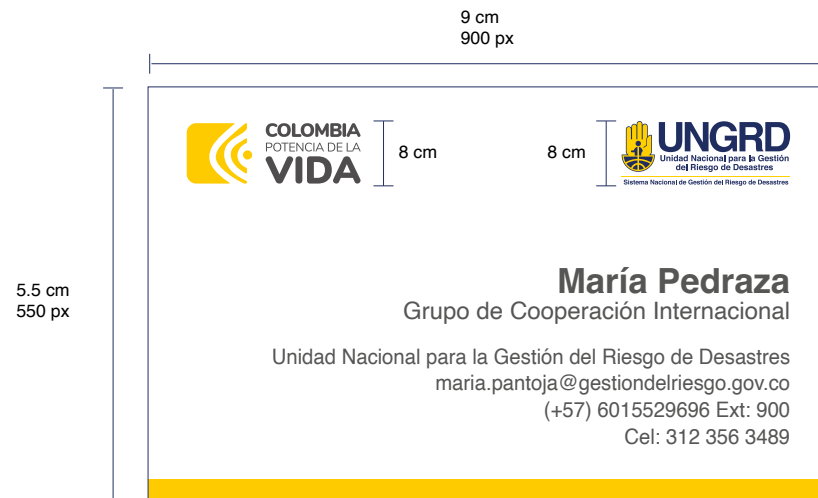 9 cm
900 px
COLOMBIA
POTENCIA DE LA
VIDA
8 cm
8 cm
UNGRD
Unidad Nacional para la Gestión
del Riesgo de Desastres
Sistema Nacional de Gestión del Riesgo de Desastres
5.5 cm
550 px
María Pedraza
Grupo de Cooperación Internacional
Unidad Nacional para la Gestión del Riesgo de Desastres
maria.pantoja@gestiondelriesgo.gov.co
(+57) 6015529696 Ext: 900
Cel: 312 356 3489